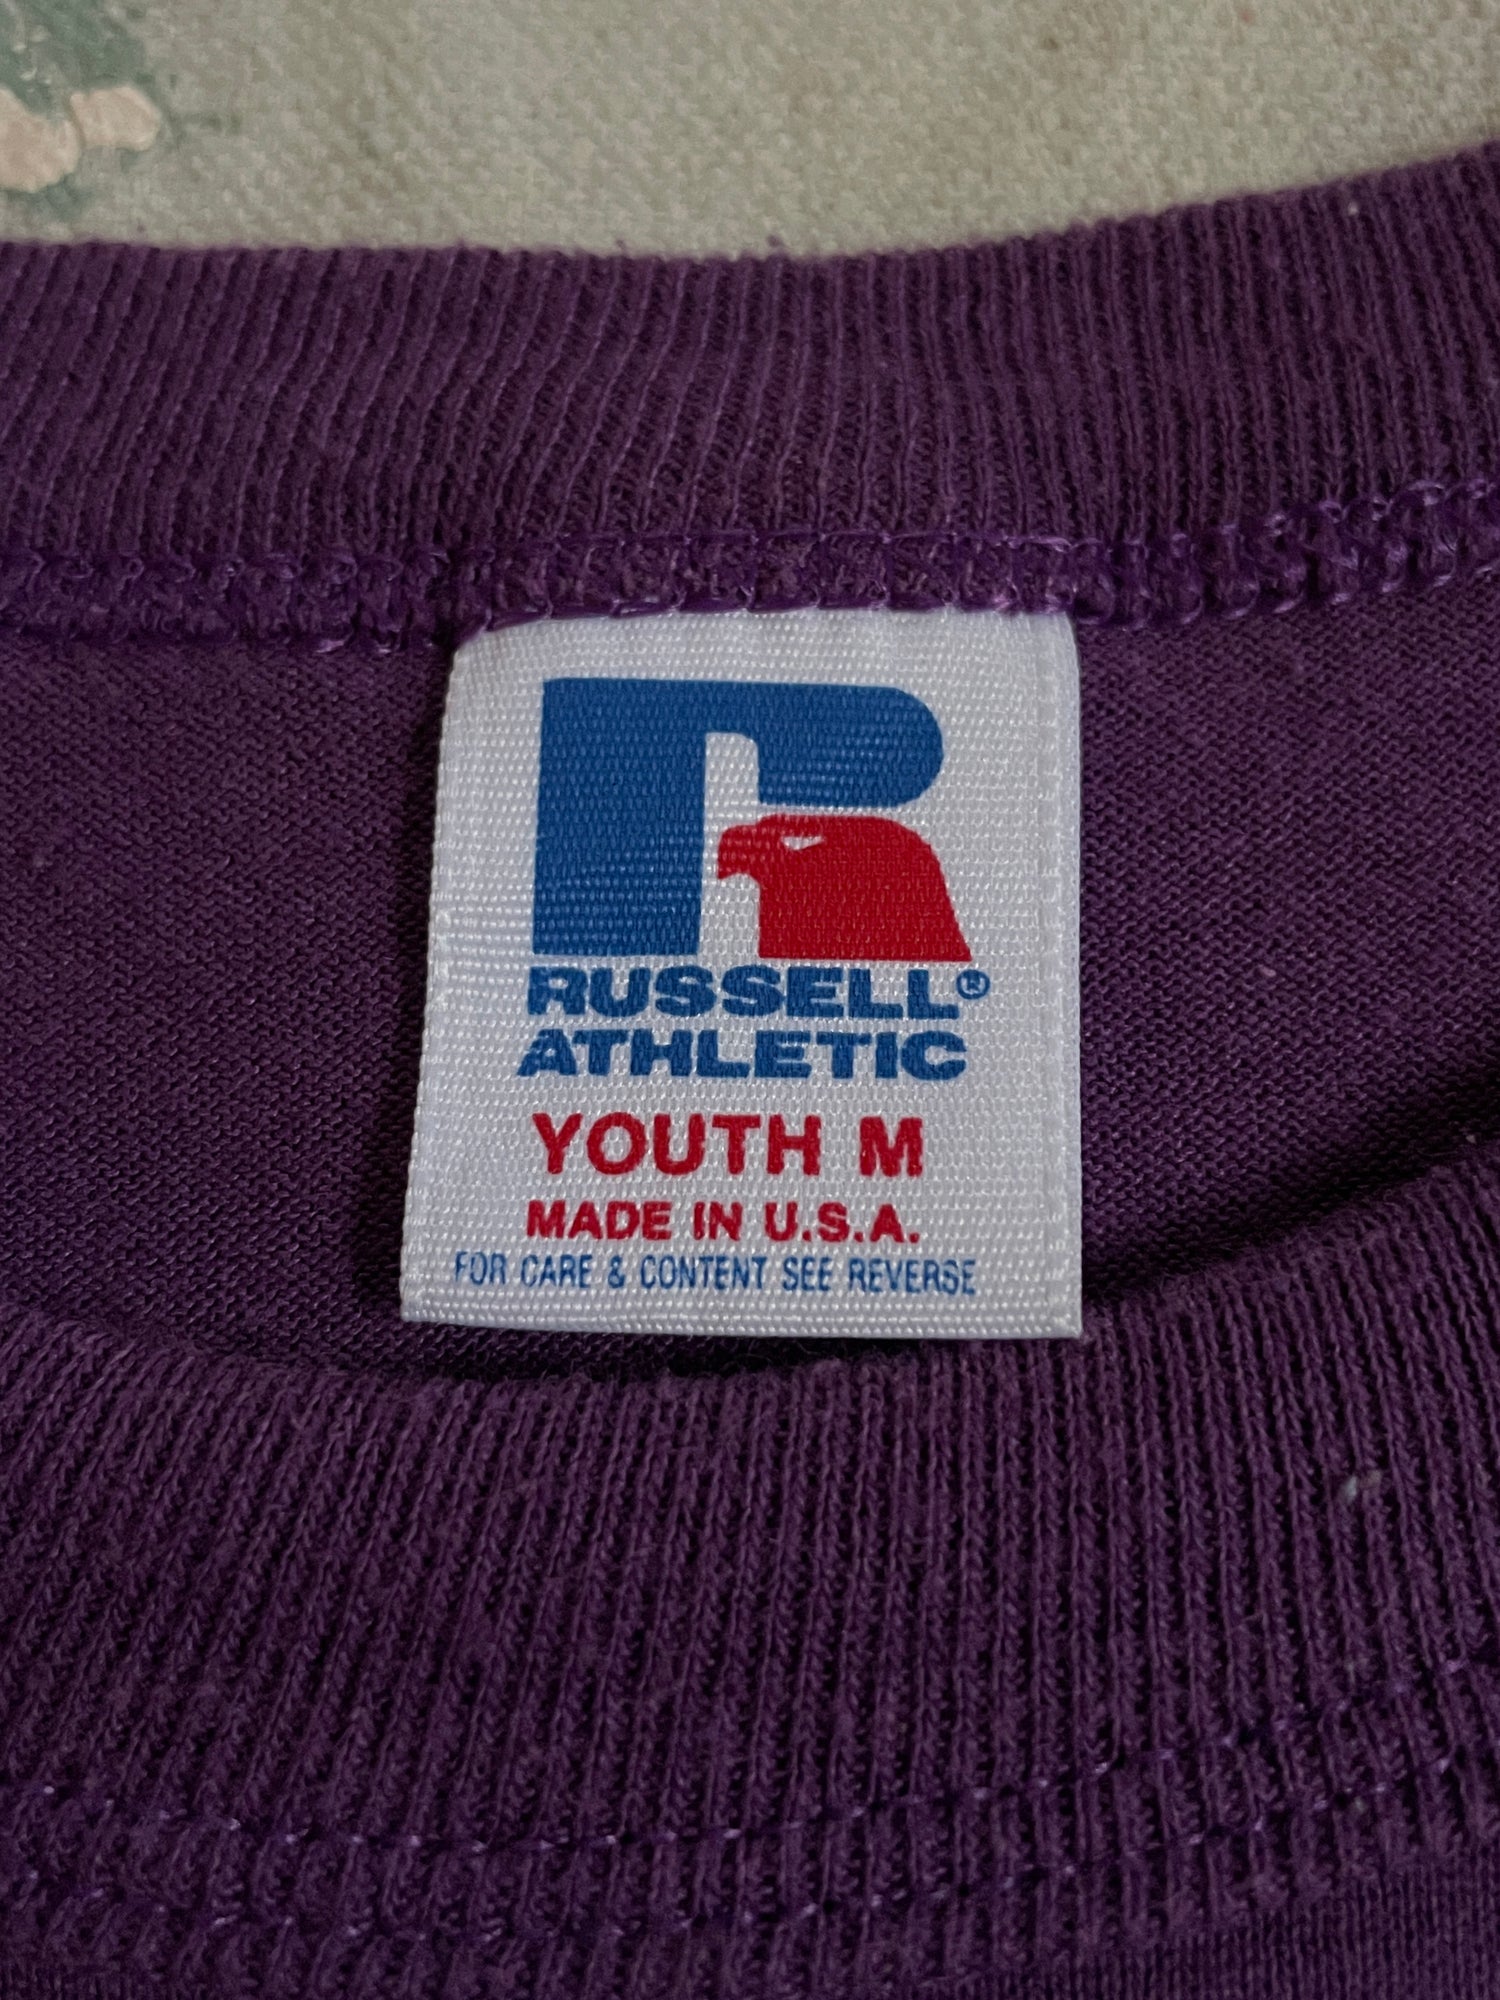 RUSSELL®
ATHLETIC
YOUTH M
MADE IN U.S.A.
FOR CARE & CONTENT SEE REVERSE